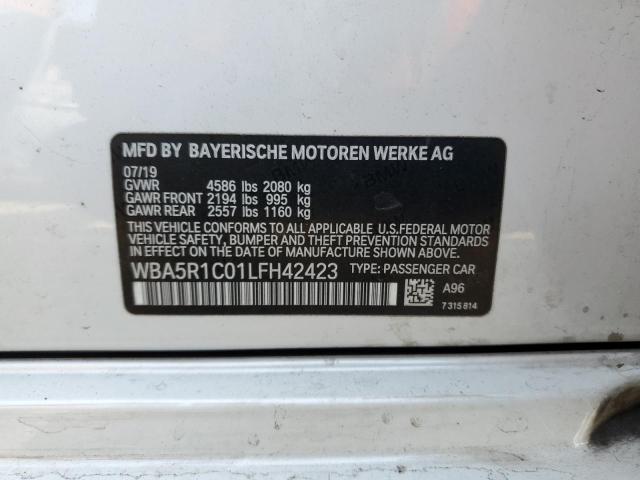 MFD BY BAYERISCHE MOTOREN WERKE AG
07/19
GVWR 4586 lbs 2080 kg
GAWR FRONT 2194 lbs 995 kg
GAWR REAR 2557 lbs 1160 kg
THIS VEHICLE CONFORMS TO ALL APPLICABLE U.S.FEDERAL MOTOR
VEHICLE SAFETY, BUMPER, AND THEFT PREVENTION STANDARDS
IN EFFECT ON THE DATE OF MANUFACTURE SHOWN ABOVE.
WBA5R1C01LFH42423 TYPE: PASSENGER CAR
A96
7315814